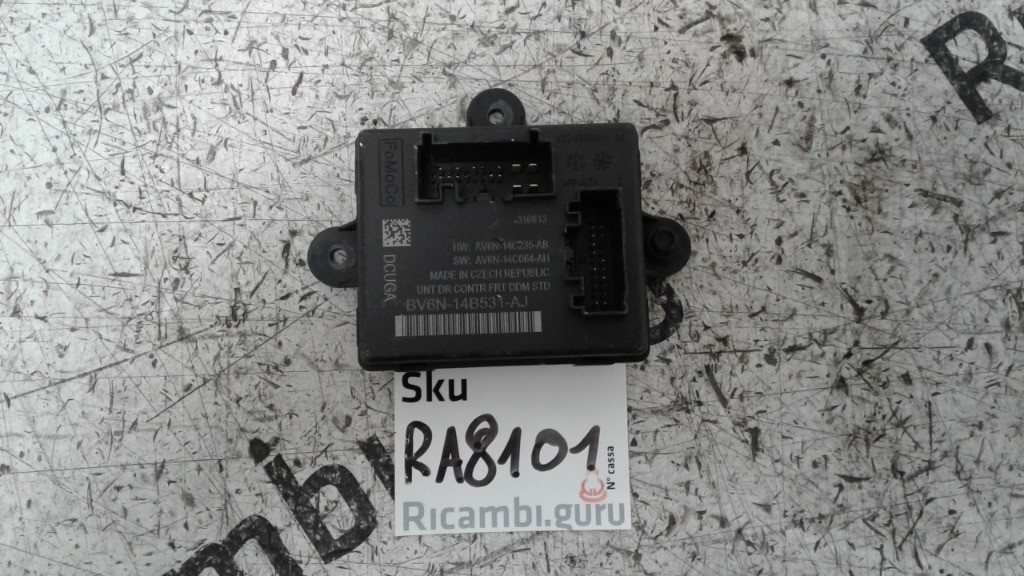 FoMoCo
DCUGA
.310813
HW: AV6N-14C235-AB
SW: AV6N-14C064-AH
MADE IN CZECH REPUBLIC
UNT DR CONTR FRT DDM STD
BV6N-14B531-AJ
Sku
RA8101
N° cassa
Ricambi.guru